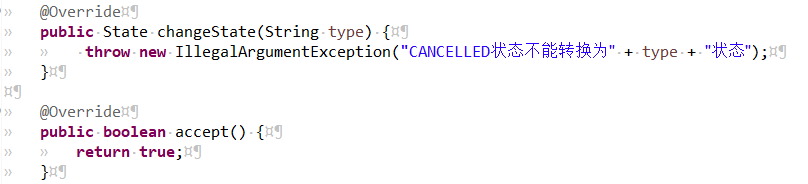 @Override
public State changeState(String type) {
throw new IllegalArgumentException("CANCELLED状态不能转换为" + type + "状态");
}
@Override
public boolean accept() {
return true;
}